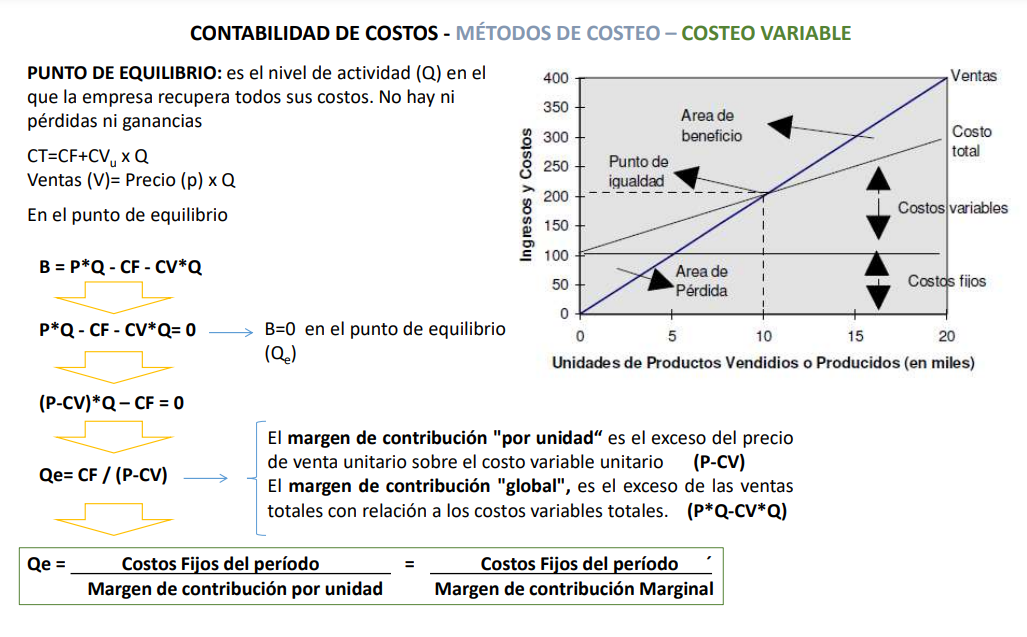 CONTABILIDAD DE COSTOS - MÉTODOS DE COSTEO – COSTEO VARIABLE
PUNTO DE EQUILIBRIO: es el nivel de actividad (Q) en el
que la empresa recupera todos sus costos. No hay ni
pérdidas ni ganancias
CT=CF+CVu x Q
Ventas (V)= Precio (p) x Q
En el punto de equilibrio
B = P*Q - CF - CV*Q
P*Q - CF - CV*Q= 0
B=0 en el punto de equilibrio
(Qe)
(P-CV)*Q – CF = 0
Qe= CF / (P-CV)
El margen de contribución "por unidad“ es el exceso del precio
de venta unitario sobre el costo variable unitario (P-CV)
El margen de contribución "global", es el exceso de las ventas
totales con relación a los costos variables totales. (P*Q-CV*Q)
Qe = Costos Fijos del período = Costos Fijos del período ´
Margen de contribución por unidad Margen de contribución Marginal
Ingresos y Costos
400
350
300
250
200
150
100
50
0
Ventas
Area de
beneficio
Costo
total
Punto de
igualdad
Costos variables
Area de
Pérdida
Costos fijos
0 5 10 15 20
Unidades de Productos Vendidios o Producidos (en miles)